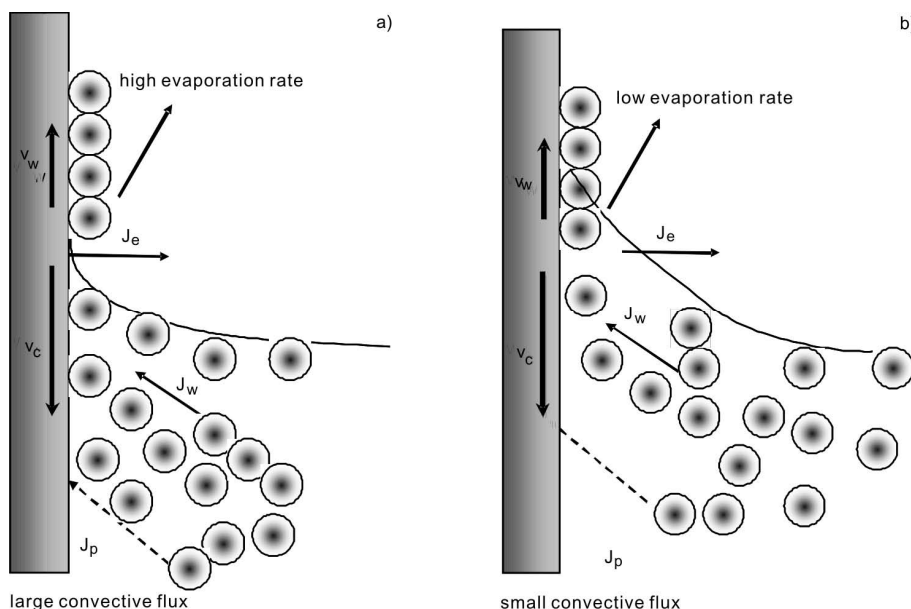 a)
high evaporation rate
v_w
J_e
v_c
J_w
J_p
large convective flux
b
low evaporation rate
v_w
J_e
J_w
v_c
J_p
small convective flux